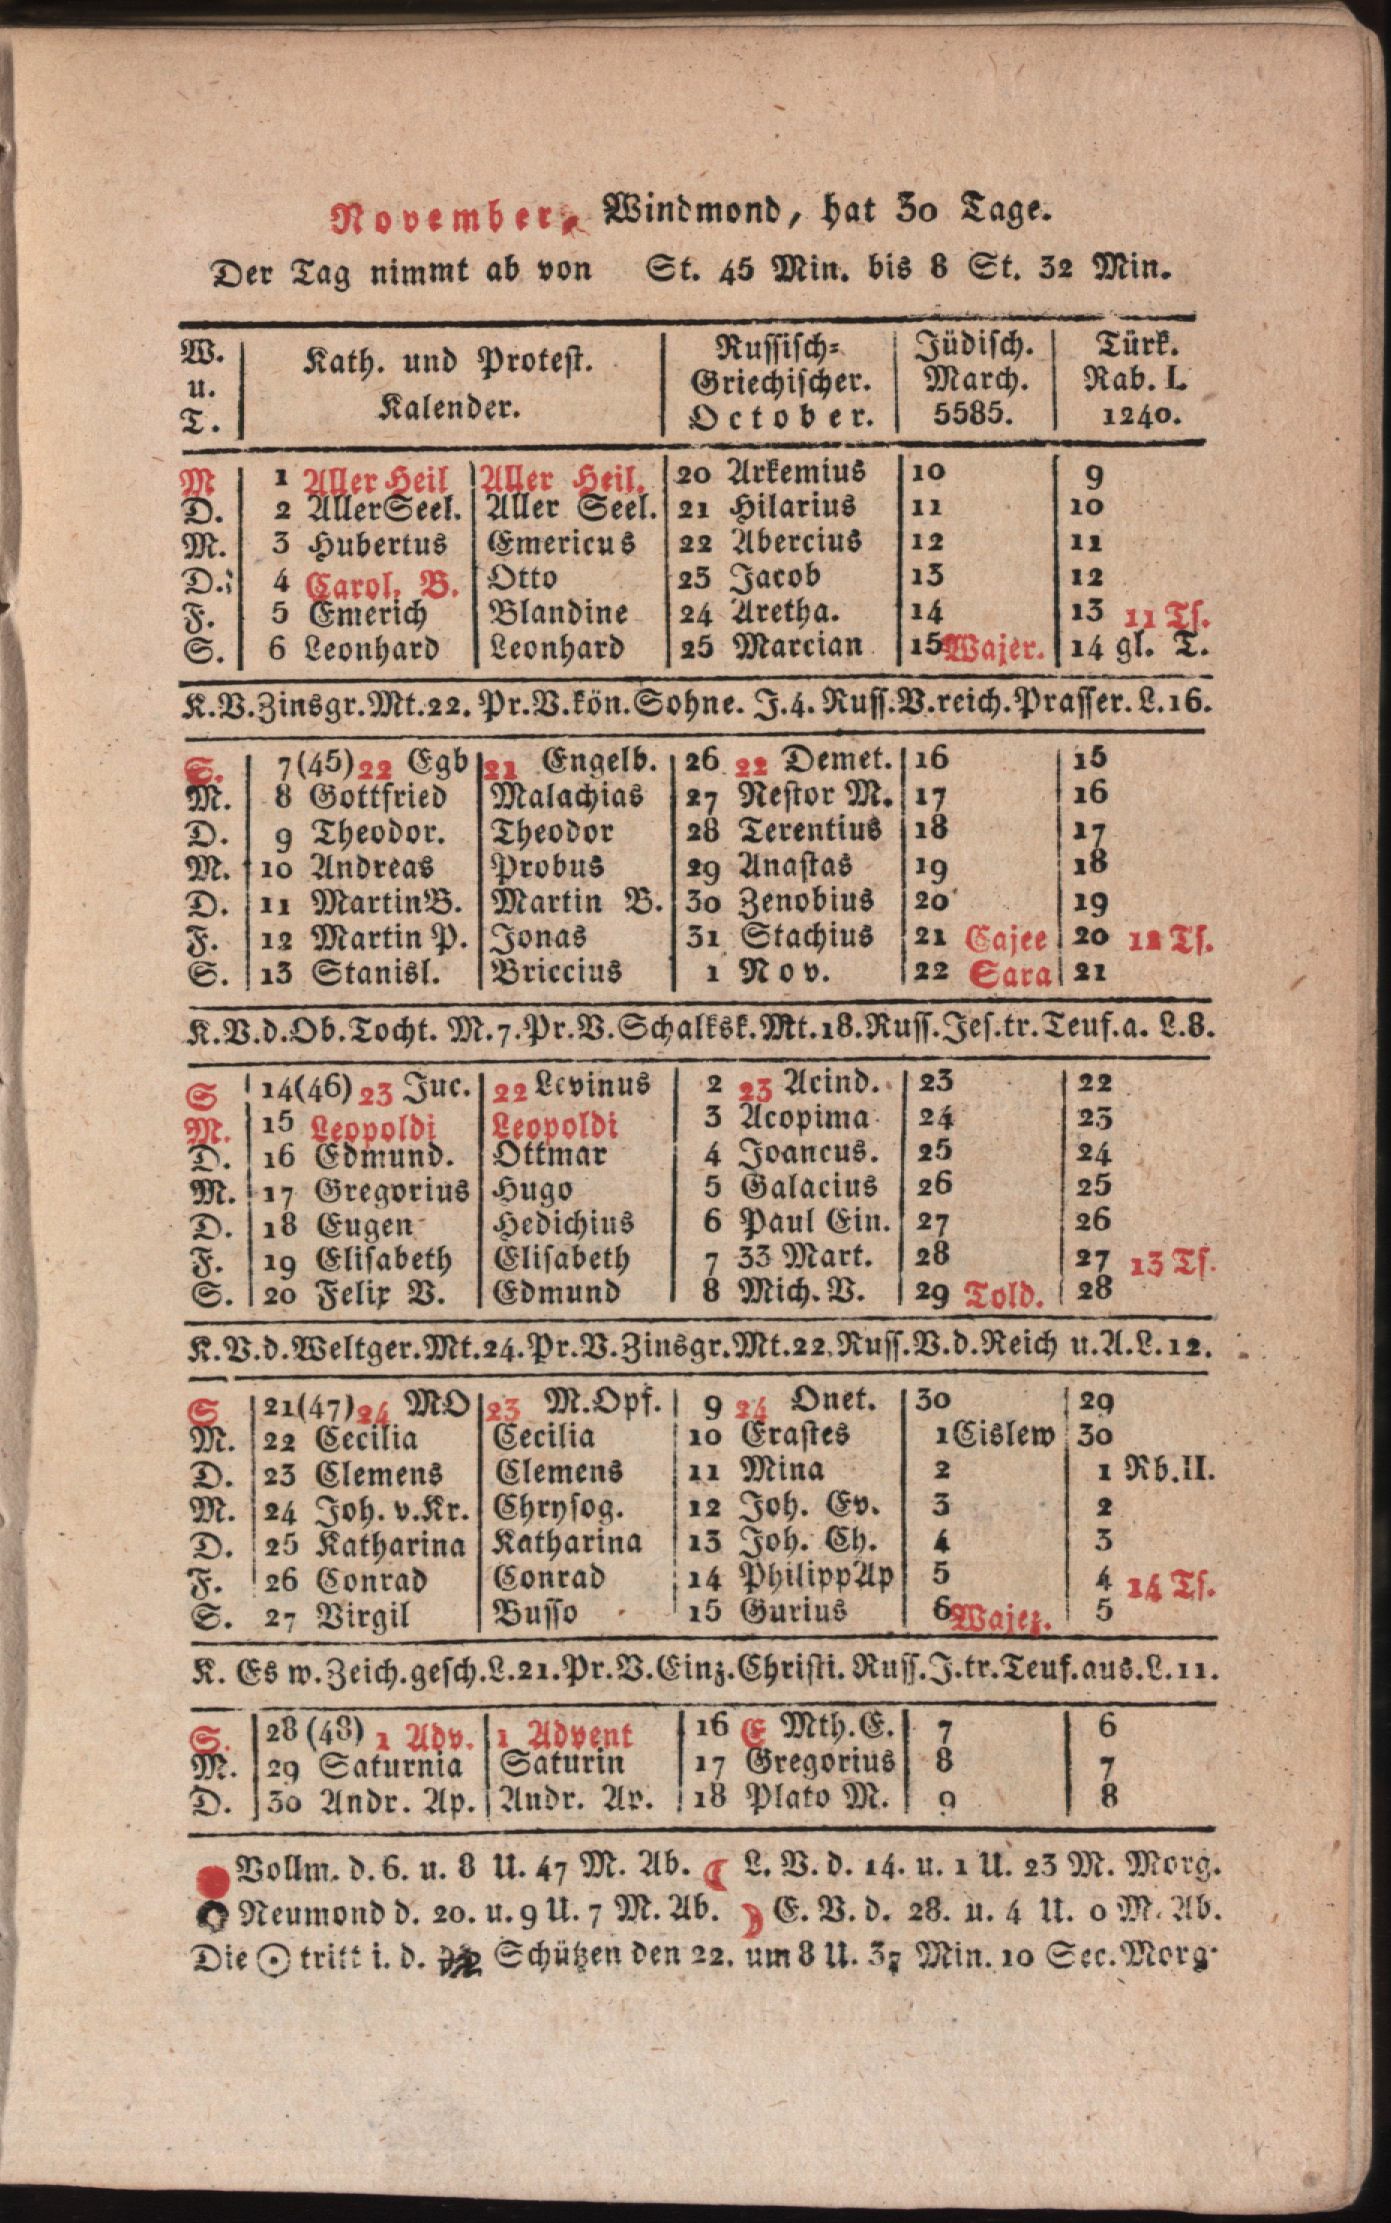 November, Windmond, hat 30 Tage.
Der Tag nimmt ab von St. 45 Min. bis 8 St. 32 Min.
W. u. T. Kath. und Protest. Kalender. Russisch-Griechischer. October. Jüdisch. March. 5585. Türk. Rab. I. 1240.
M 1 Aller Heil Aller Heil. 20 Arkemius 10 9
D. 2 AllerSeel. Aller Seel. 21 Hilarius 11 10
M. 3 Hubertus Emericus 22 Abercius 12 11
D. 4 Carol. B. Otto 23 Jacob 13 12
F. 5 Emerich Blandine 24 Aretha. 14 13 11 Ts.
S. 6 Leonhard Leonhard 25 Marcian 15 Wajer. 14 gl. T.
K.V.Zinsgr.Mt.22. Pr.V.kön.Sohne. J.4. Russ.V.reich.Prasser.L.16.
S. 7 (45) 22 Egb 21 Engelb. 26 22 Demet. 16 15
M. 8 Gottfried Malachias 27 Nestor M. 17 16
D. 9 Theodor. Theodor 28 Terentius 18 17
M. 10 Andreas Probus 29 Anastas 19 18
D. 11 MartinB. Martin B. 30 Zenobius 20 19
F. 12 Martin P. Jonas 31 Stachius 21 Cajee 20 12 Ts.
S. 13 Stanisl. Briccius 1 Nov. 22 Sara 21
K.V.d.Ob.Tocht. M.7.Pr.V.Schalksk.Mt.18.Russ.Jes.tr.Teuf.a. L.8.
S 14(46) 23 Juc. 22 Levinus 2 23 Acind. 23 22
M. 15 Leopoldi Leopoldi 3 Acopima 24 23
D. 16 Edmund. Ottmar 4 Joancus. 25 24
M. 17 Gregorius Hugo 5 Galacius 26 25
D. 18 Eugen Hedichius 6 Paul Ein. 27 26
F. 19 Elisabeth Elisabeth 7 33 Mart. 28 27 13 Ts.
S. 20 Felix V. Edmund 8 Mich. V. 29 Told. 28
K.V.d.Weltger.Mt.24.Pr.V.Zinsgr.Mt.22.Russ.V.d.Reich u.A.L.12.
S 21(47) 24 MO 23 M.Opf. 9 24 Onet. 30 29
M. 22 Cecilia Cecilia 10 Erastes 1 Cislew 30
D. 23 Clemens Clemens 11 Mina 2 1 Rb.II.
M. 24 Joh. v.Kr. Chrysog. 12 Joh. Ev. 3 2
D. 25 Katharina Katharina 13 Joh. Ch. 4 3
F. 26 Conrad Conrad 14 PhilippAp 5 4 14 Ts.
S. 27 Virgil Busso 15 Gurius 6 Wajez. 5
K. Es w.Zeich.gesch.L.21.Pr.V.Einz.Christi. Russ.J.tr.Teuf.aus.L.11.
S. 28 (48) 1 Adv. 1 Advent 16 E Mth.E. 7 6
M. 29 Saturnia Saturin 17 Gregorius 8 7
D. 30 Andr. Ap. Andr. Ap. 18 Plato M. 9 8
Vollm. d. 6. u. 8 U. 47 M. Ab. L. V. d. 14. u. 1 U. 23 M. Morg.
Neumond d. 20. u. 9 U. 7 M. Ab. E. V. d. 28. u. 4 U. 0 M. Ab.
Die ☉ tritt i. d. Schützen den 22. um 8 U. 37 Min. 10 Sec. Morg.